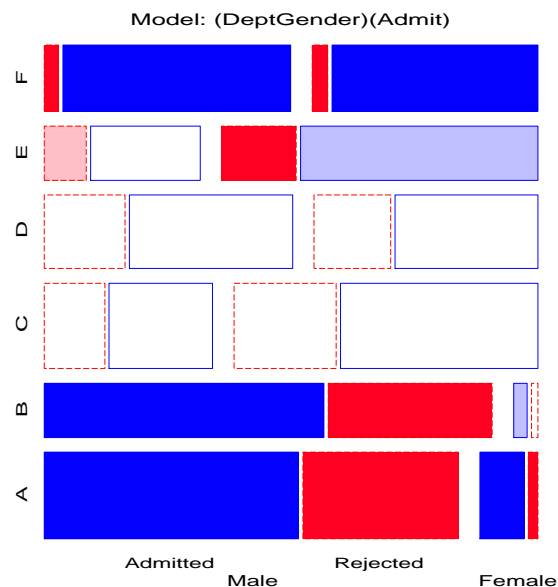 Model: (DeptGender)(Admit)
F
E
D
C
B
A
Admitted Rejected
Male Female